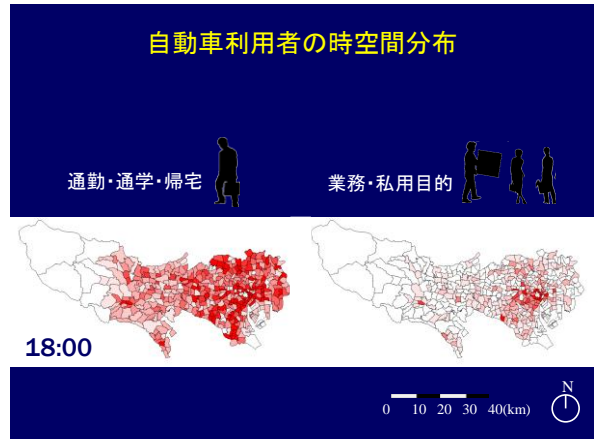 自動車利用者の時空間分布
通勤・通学・帰宅
業務・私用目的
18:00
N
0 10 20 30 40(km)